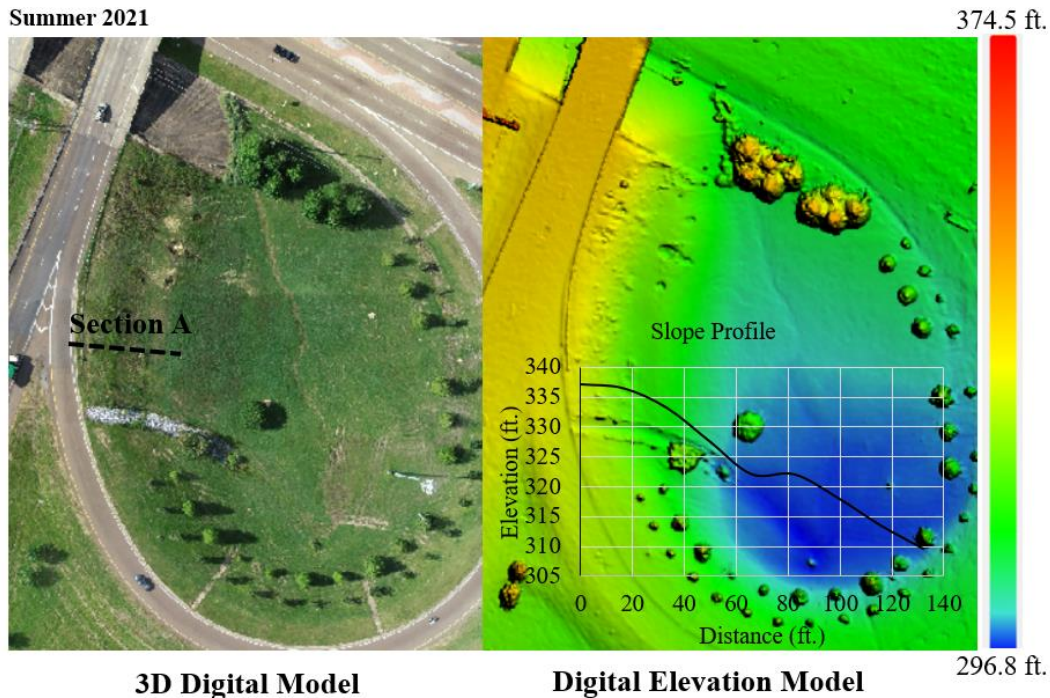 Summer 2021
374.5 ft.
Section A
Slope Profile
340
335
330
325
320
315
310
305
Elevation (ft.)
0 20 40 60 80 100 120 140
Distance (ft.)
296.8 ft.
3D Digital Model
Digital Elevation Model